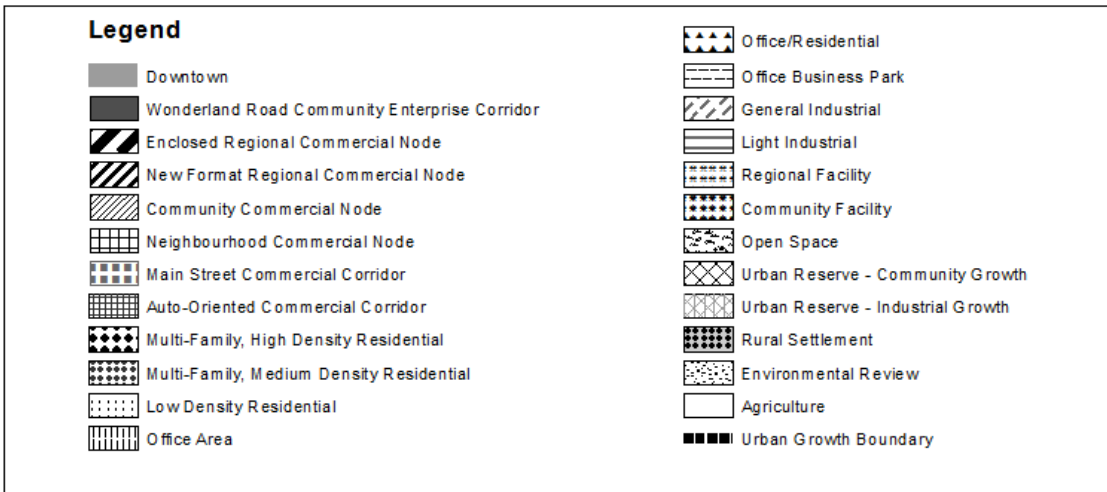 Legend
Downtown
Wonderland Road Community Enterprise Corridor
Enclosed Regional Commercial Node
New Format Regional Commercial Node
Community Commercial Node
Neighbourhood Commercial Node
Main Street Commercial Corridor
Auto-Oriented Commercial Corridor
Multi-Family, High Density Residential
Multi-Family, Medium Density Residential
Low Density Residential
Office Area
Office/Residential
Office Business Park
General Industrial
Light Industrial
Regional Facility
Community Facility
Open Space
Urban Reserve - Community Growth
Urban Reserve - Industrial Growth
Rural Settlement
Environmental Review
Agriculture
Urban Growth Boundary